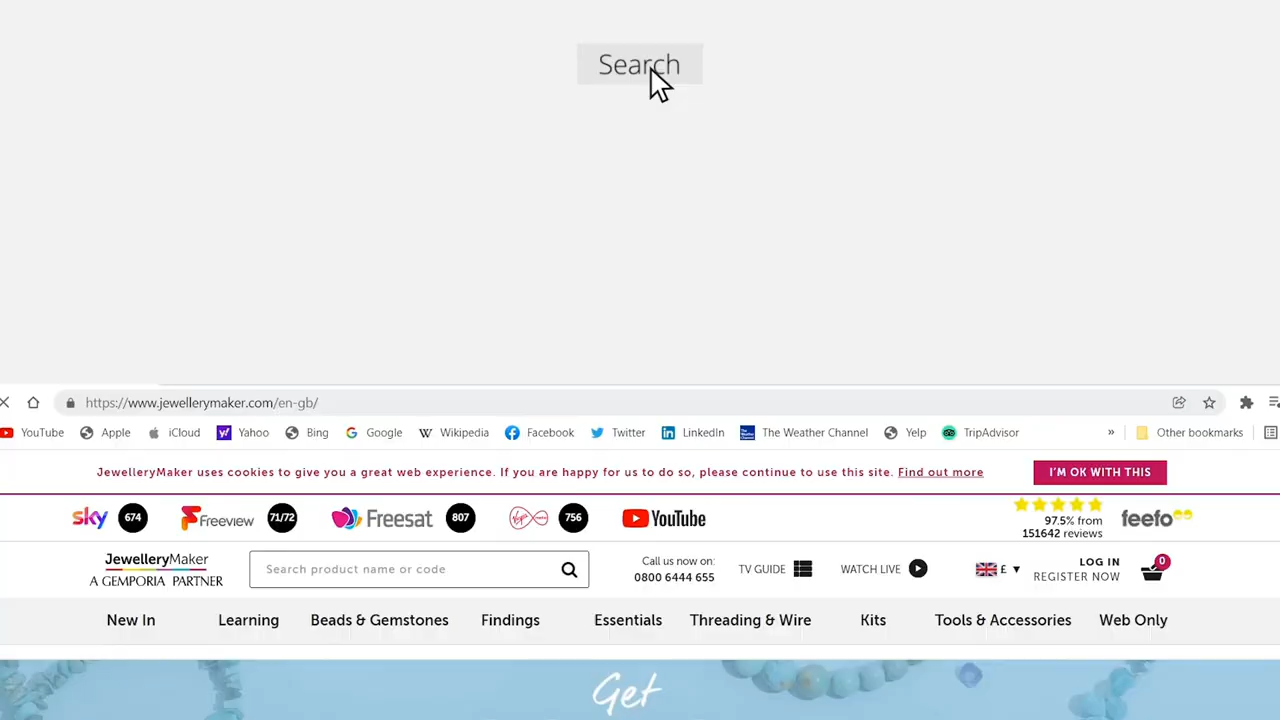 Search
https://www.jewellerymaker.com/en-gb/
YouTube Apple iCloud Yahoo Bing Google Wikipedia Facebook Twitter LinkedIn The Weather Channel Yelp TripAdvisor » Other bookmarks
JewelleryMaker uses cookies to give you a great web experience. If you are happy for us to do so, please continue to use this site. Find out more I'M OK WITH THIS
sky 674 Freeview 71/72 Freesat 807 Virgin media 756 YouTube 97.5% from 151642 reviews feefo
JewelleryMaker
A GEMPORIA PARTNER
Search product name or code
Call us now on:
0800 6444 655
TV GUIDE WATCH LIVE £ ▼
LOG IN
REGISTER NOW
0
New In Learning Beads & Gemstones Findings Essentials Threading & Wire Kits Tools & Accessories Web Only
Get